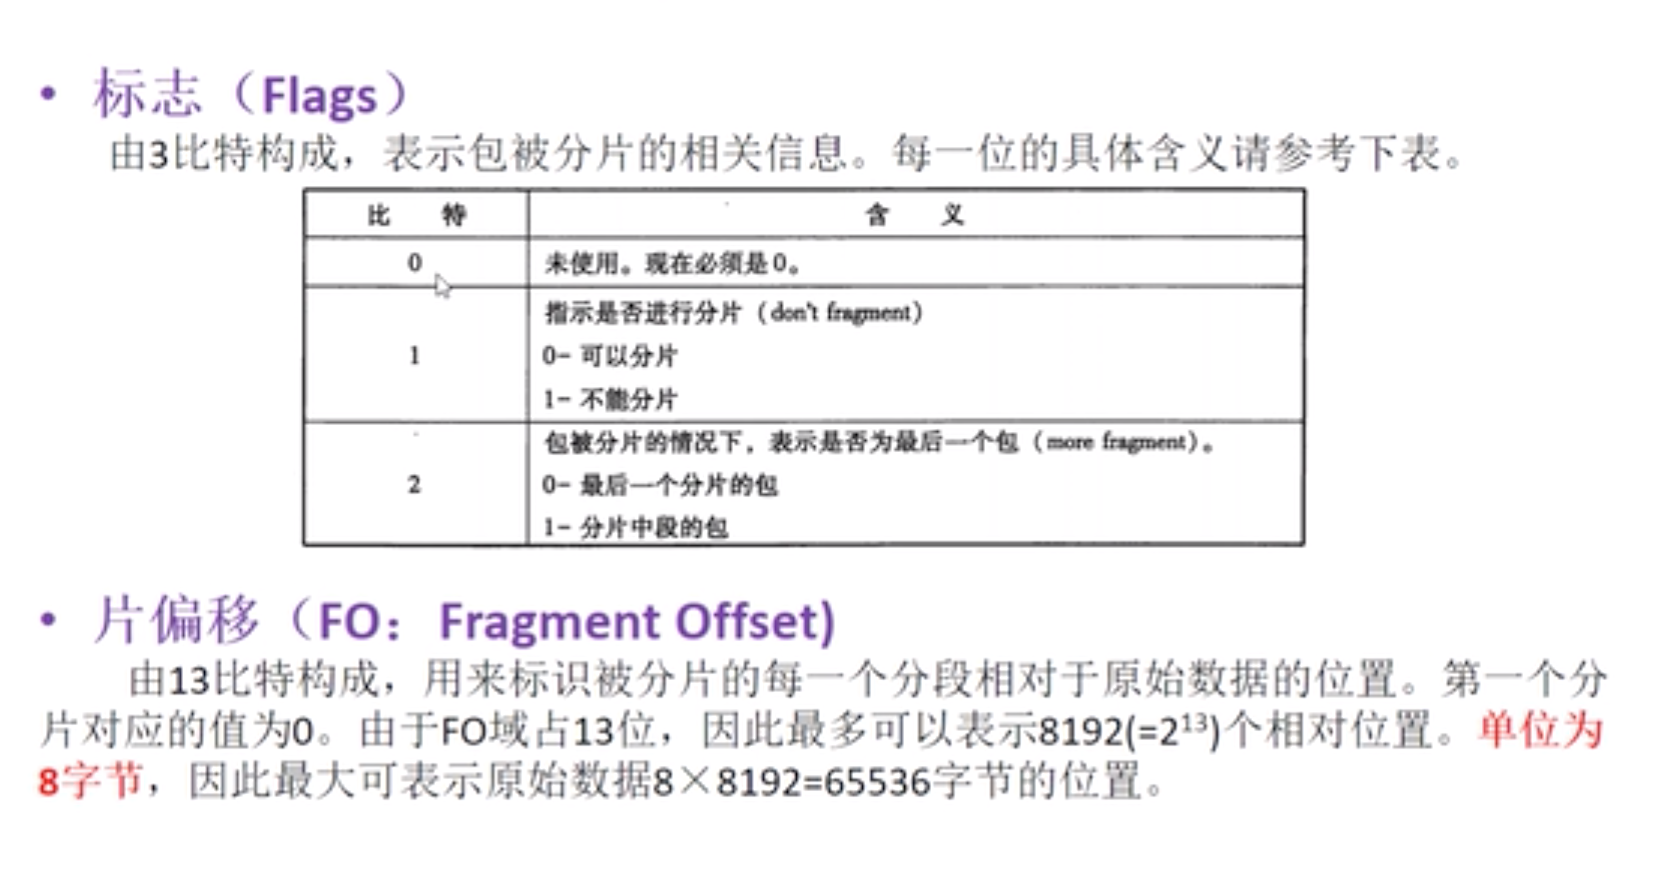 • 标志（Flags）
由3比特构成，表示包被分片的相关信息。每一位的具体含义请参考下表。
比 特 含 义
0 未使用。现在必须是0。
指示是否进行分片（don't fragment）
1 0- 可以分片
1- 不能分片
包被分片的情况下，表示是否为最后一个包（more fragment）。
2 0- 最后一个分片的包
1- 分片中段的包
• 片偏移（FO： Fragment Offset)
由13比特构成，用来标识被分片的每一个分段相对于原始数据的位置。第一个分
片对应的值为0。由于FO域占13位，因此最多可以表示8192(=2¹³)个相对位置。单位为
8字节，因此最大可表示原始数据8×8192=65536字节的位置。